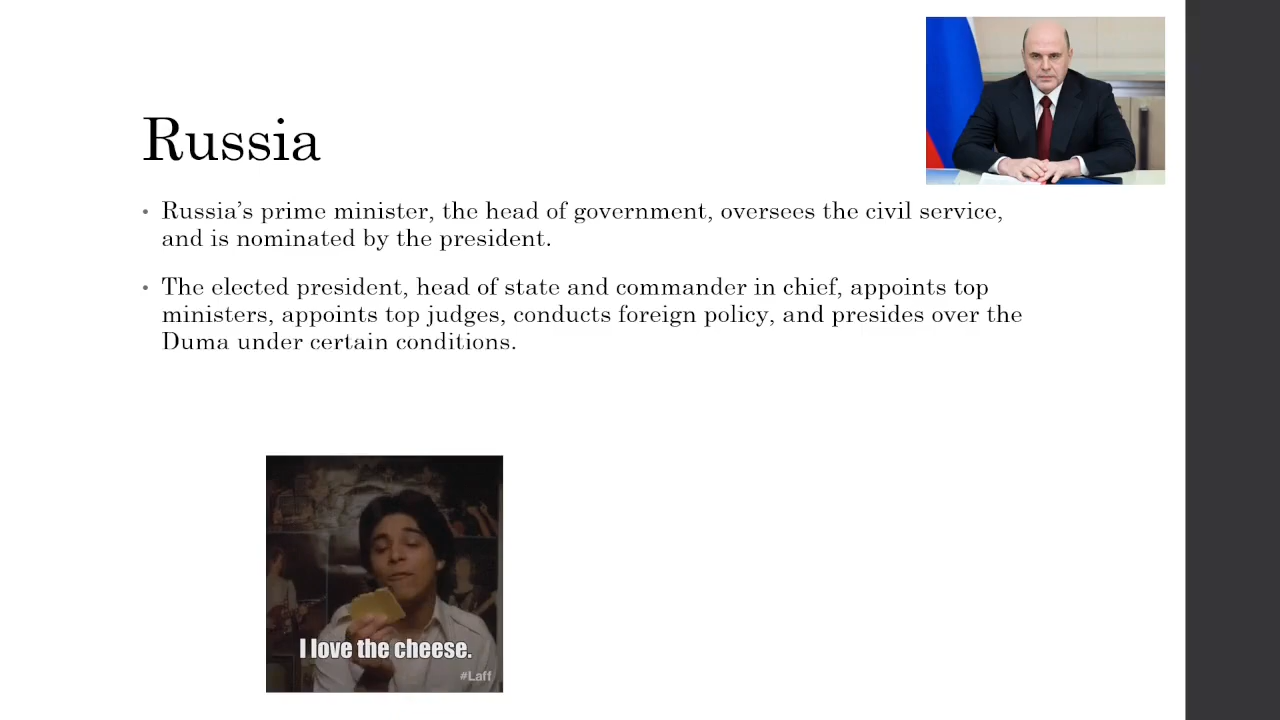 Russia
• Russia’s prime minister, the head of government, oversees the civil service,
and is nominated by the president.
• The elected president, head of state and commander in chief, appoints top
ministers, appoints top judges, conducts foreign policy, and presides over the
Duma under certain conditions.
I love the cheese.
#Laff